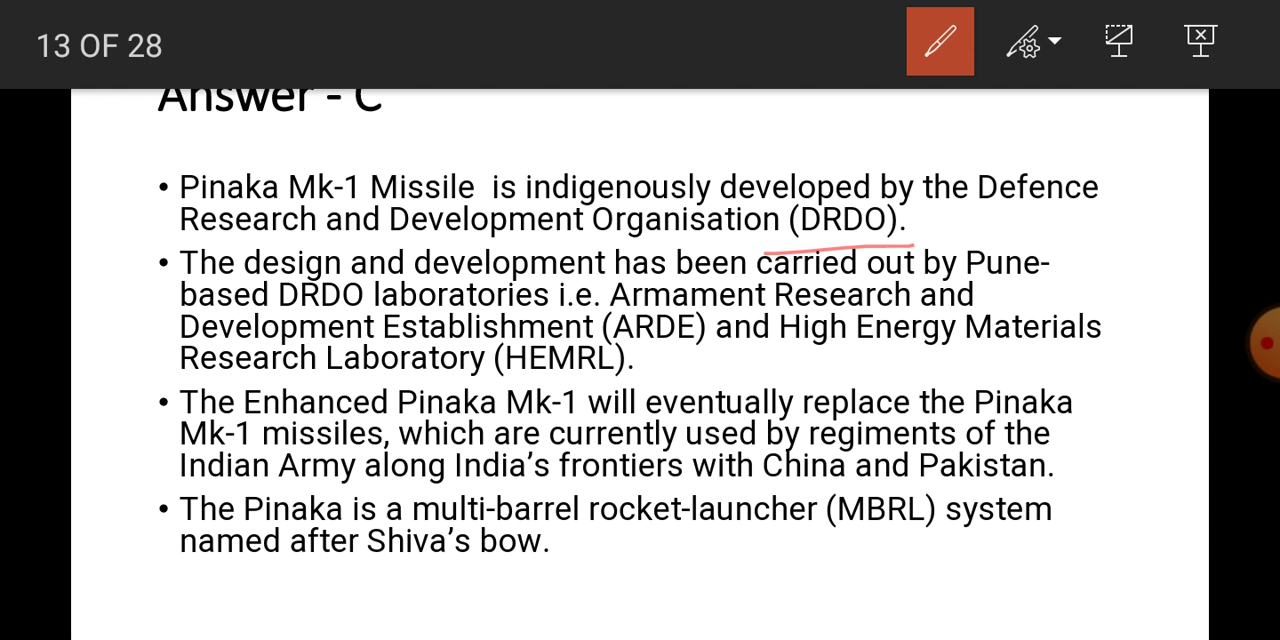 13 OF 28
Answer - C
• Pinaka Mk-1 Missile is indigenously developed by the Defence
Research and Development Organisation (DRDO).
• The design and development has been carried out by Pune-
based DRDO laboratories i.e. Armament Research and
Development Establishment (ARDE) and High Energy Materials
Research Laboratory (HEMRL).
• The Enhanced Pinaka Mk-1 will eventually replace the Pinaka
Mk-1 missiles, which are currently used by regiments of the
Indian Army along India’s frontiers with China and Pakistan.
• The Pinaka is a multi-barrel rocket-launcher (MBRL) system
named after Shiva’s bow.